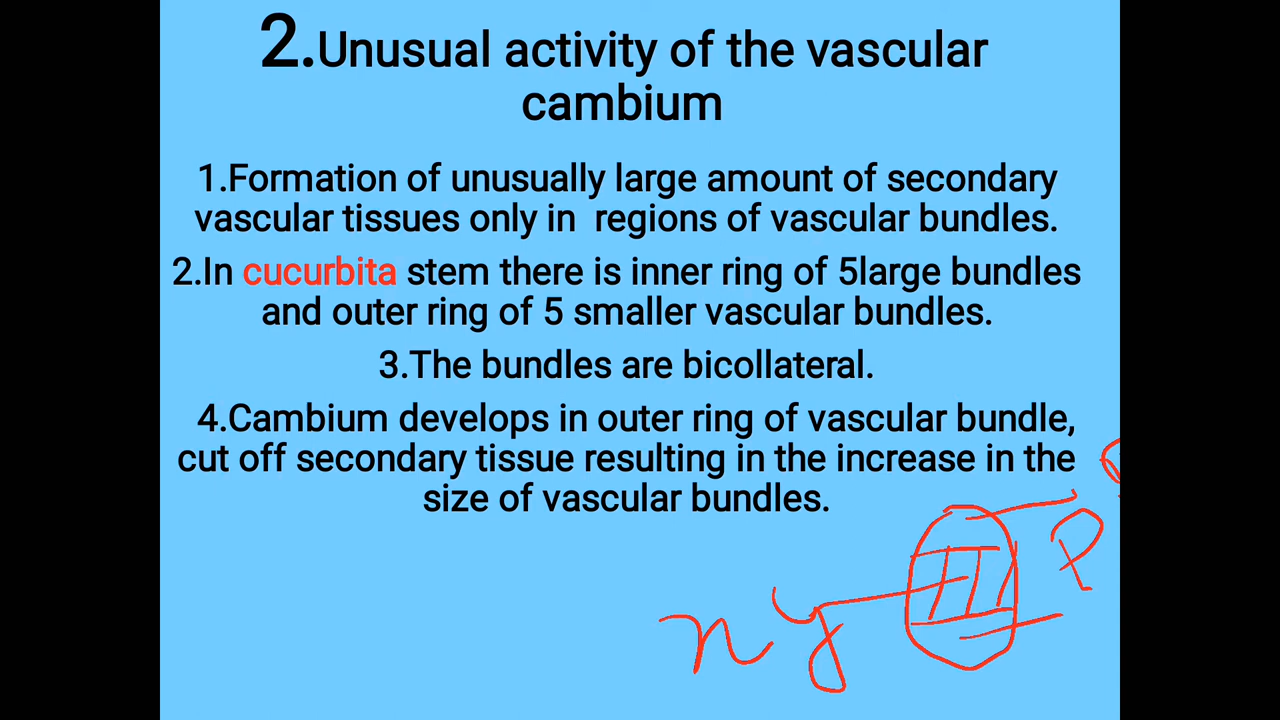 2.Unusual activity of the vascular
cambium
1.Formation of unusually large amount of secondary
vascular tissues only in regions of vascular bundles.
2.In cucurbita stem there is inner ring of 5large bundles
and outer ring of 5 smaller vascular bundles.
3.The bundles are bicollateral.
4.Cambium develops in outer ring of vascular bundle,
cut off secondary tissue resulting in the increase in the
size of vascular bundles.
P